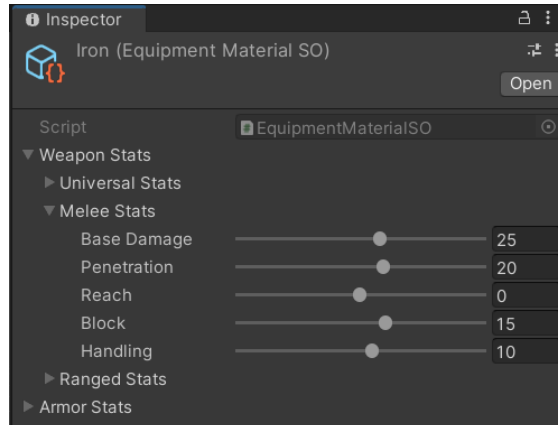 Inspector
Iron (Equipment Material SO)
Open
Script EquipmentMaterialSO
Weapon Stats
Universal Stats
Melee Stats
Base Damage 25
Penetration 20
Reach 0
Block 15
Handling 10
Ranged Stats
Armor Stats